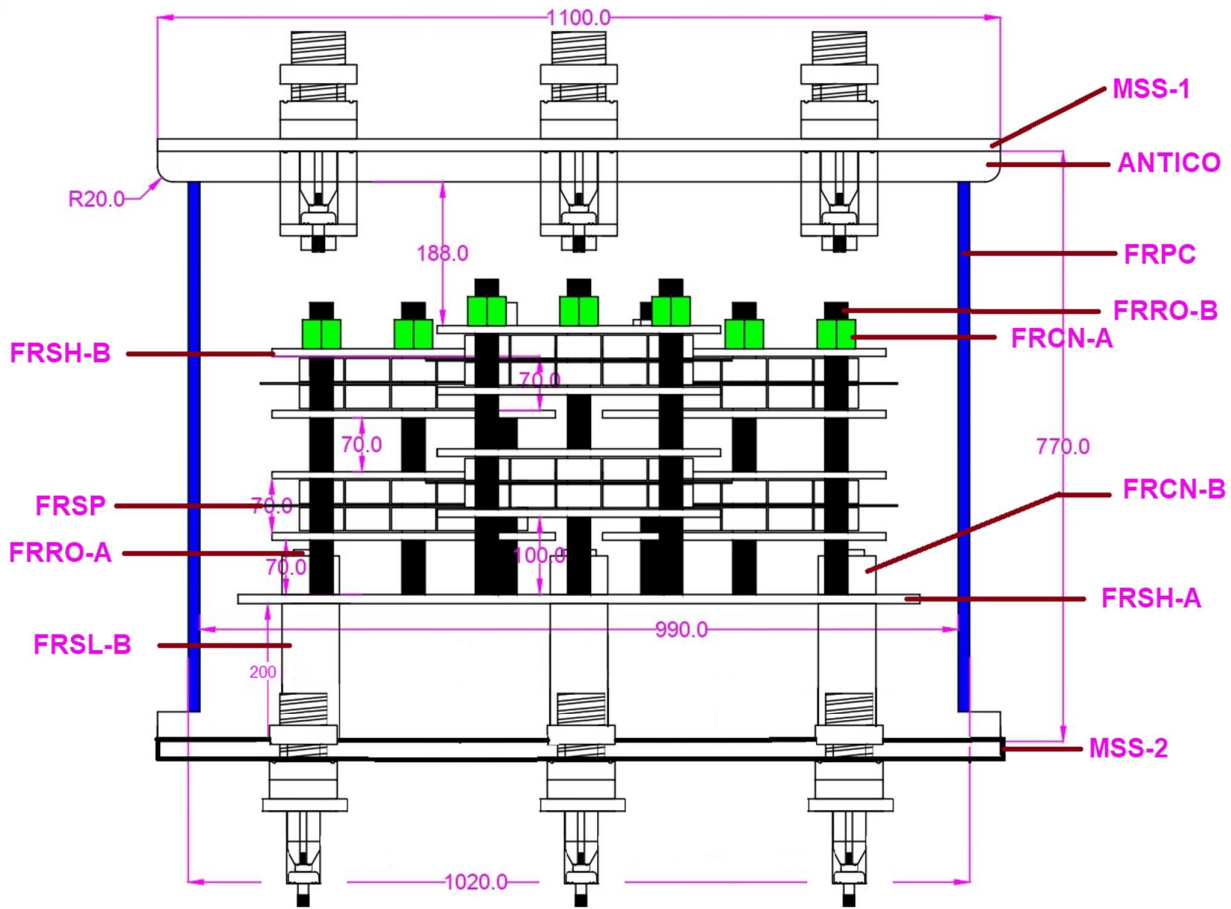 1100.0
MSS-1
ANTICO
R20.0
188.0
FRPC
FRRO-B
FRCN-A
FRSH-B
70.0
70.0
770.0
FRCN-B
FRSP
70.0
FRRO-A
100.0
70.0
FRSH-A
990.0
FRSL-B
200
MSS-2
1020.0